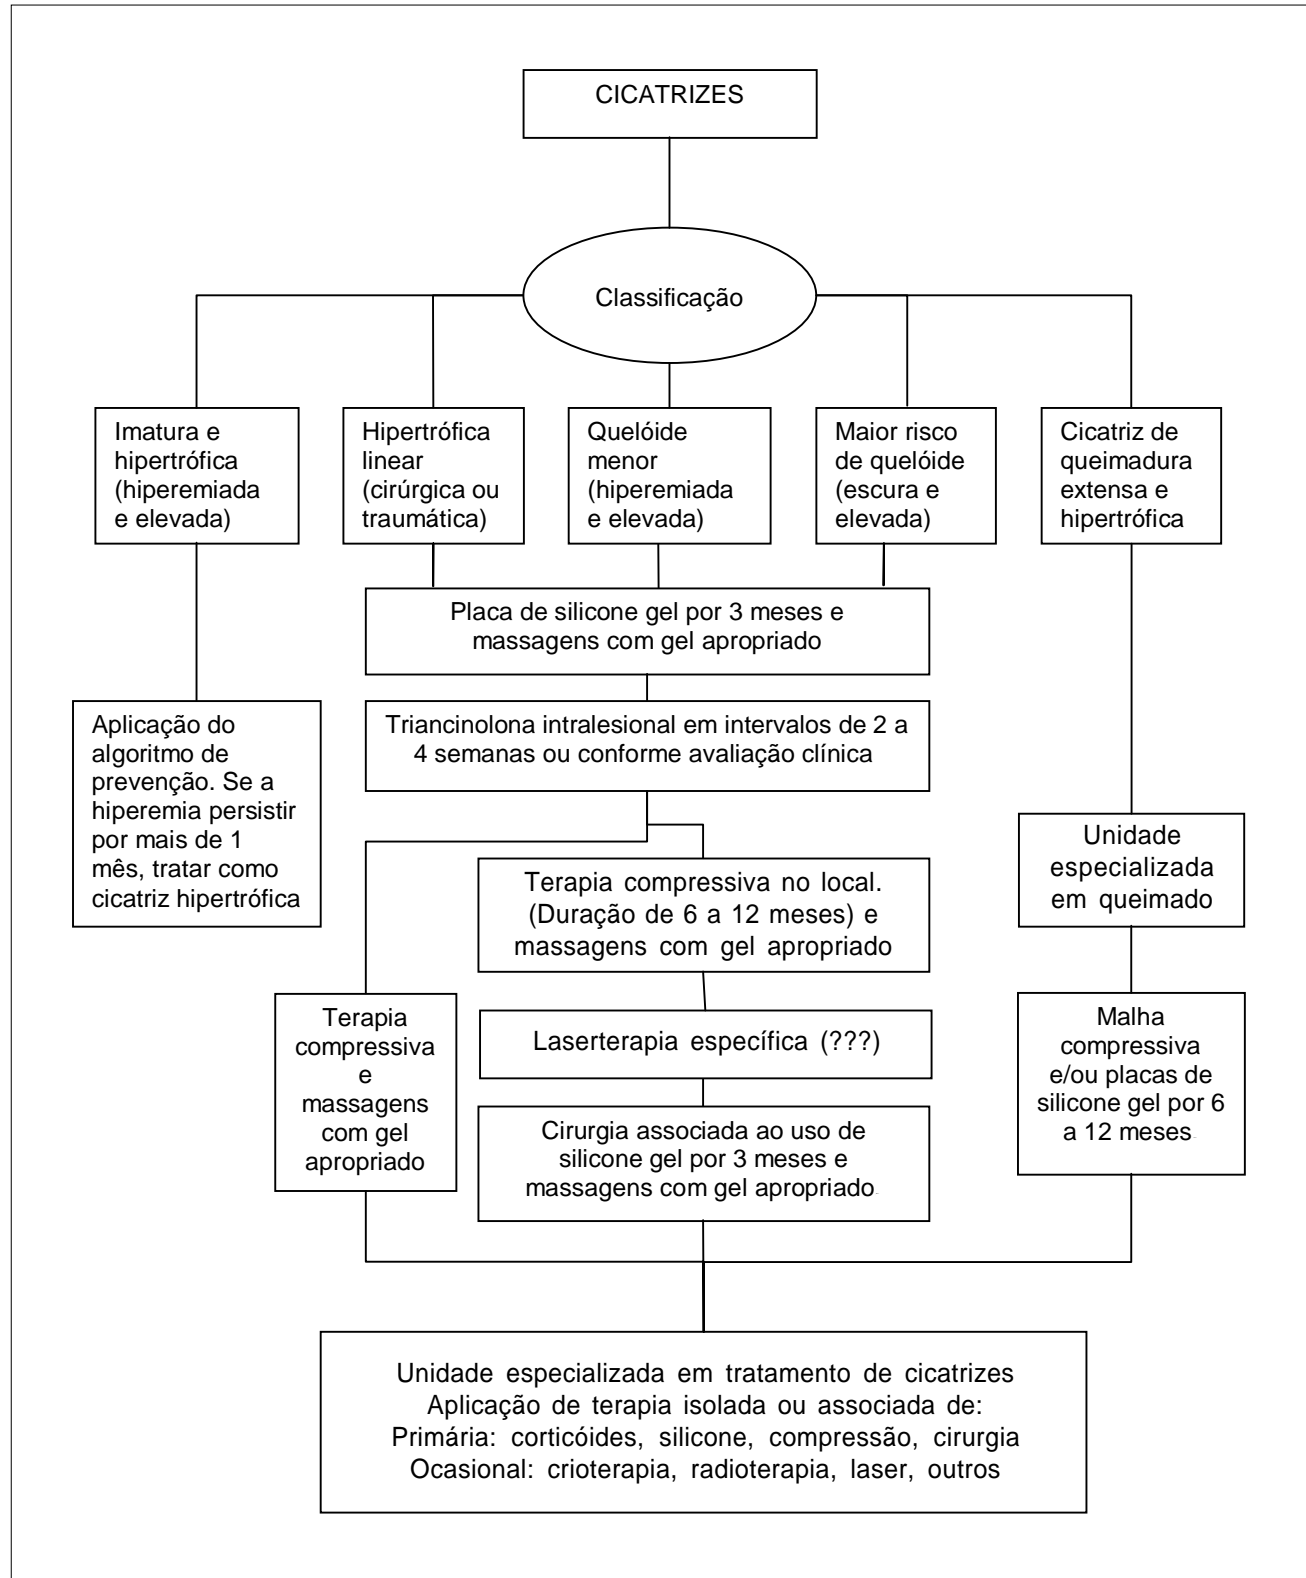 CICATRIZES
Classificação
Imatura e
hipertrófica
(hiperemiada
e elevada)
Hipertrófica
linear
(cirúrgica ou
traumática)
Quelóide
menor
(hiperemiada
e elevada)
Maior risco
de quelóide
(escura e
elevada)
Cicatriz de
queimadura
extensa e
hipertrófica
Placa de silicone gel por 3 meses e
massagens com gel apropriado
Triancinolona intralesional em intervalos de 2 a
4 semanas ou conforme avaliação clínica
Aplicação do
algoritmo de
prevenção. Se a
hiperemia persistir
por mais de 1
mês, tratar como
cicatriz hipertrófica
Terapia compressiva no local.
(Duração de 6 a 12 meses) e
massagens com gel apropriado
Unidade
especializada
em queimado
Terapia
compressiva
e
massagens
com gel
apropriado
Laserterapia específica (???)
Cirurgia associada ao uso de
silicone gel por 3 meses e
massagens com gel apropriado
Malha
compressiva
e/ou placas de
silicone gel por 6
a 12 meses
Unidade especializada em tratamento de cicatrizes
Aplicação de terapia isolada ou associada de:
Primária: corticóides, silicone, compressão, cirurgia
Ocasional: crioterapia, radioterapia, laser, outros